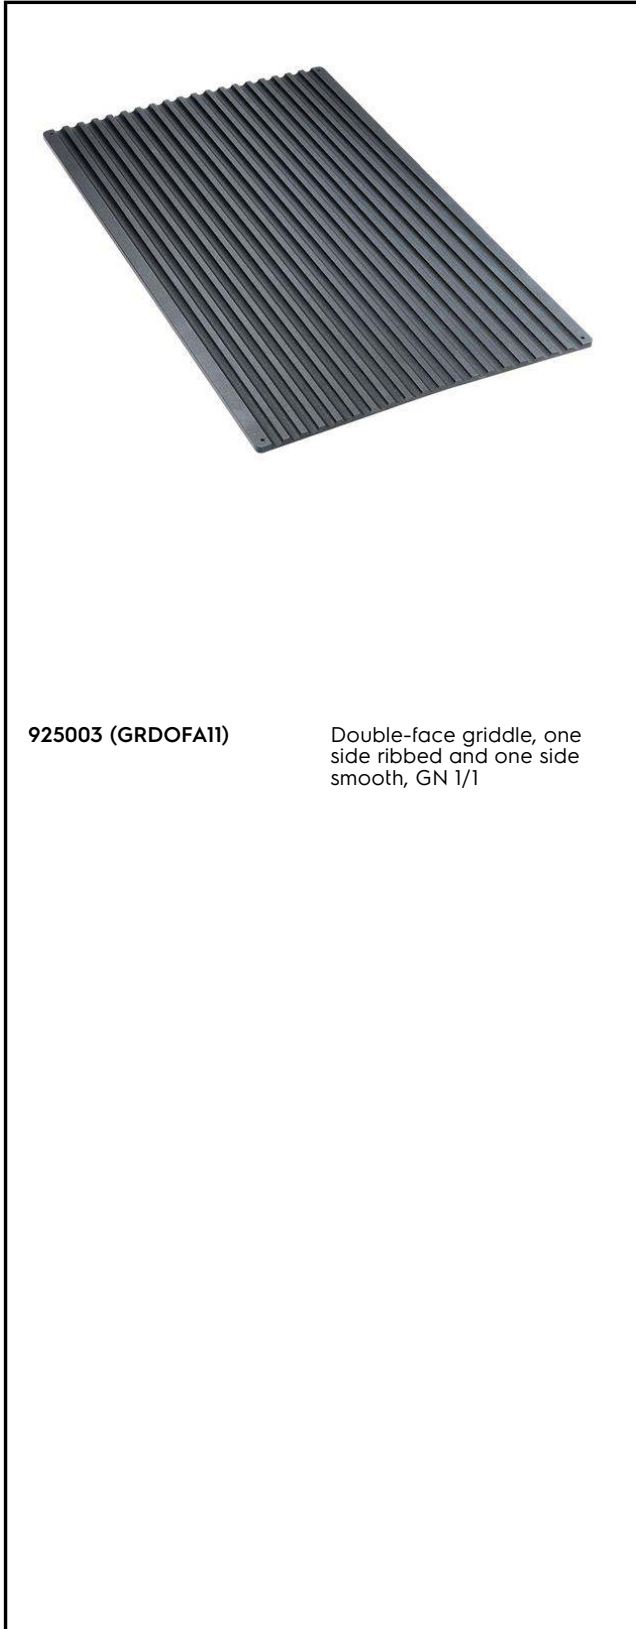 925003 (GRDOFA11)
Double-face griddle, one
side ribbed and one side
smooth, GN 1/1